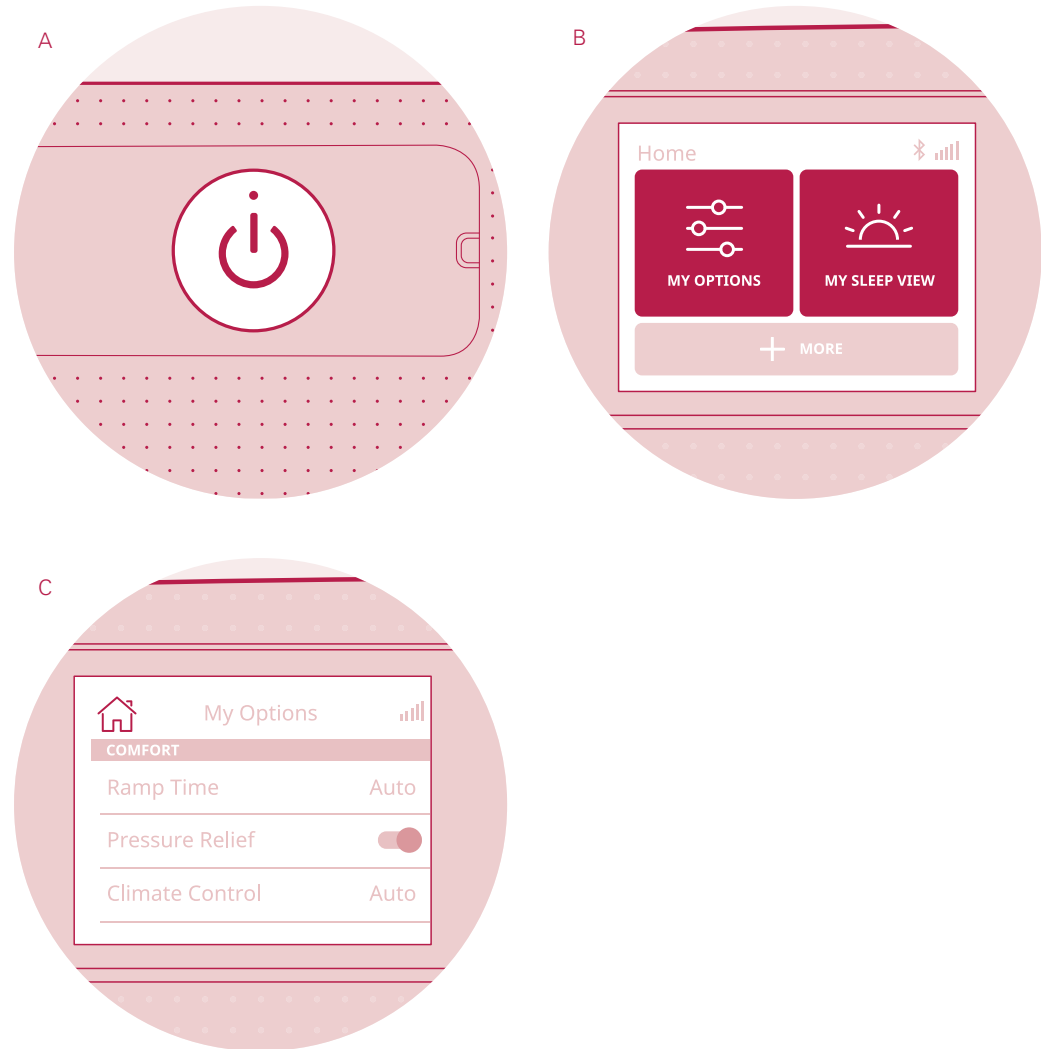 A
B
Home
MY OPTIONS
MY SLEEP VIEW
MORE
C
My Options
COMFORT
Ramp Time Auto
Pressure Relief
Climate Control Auto